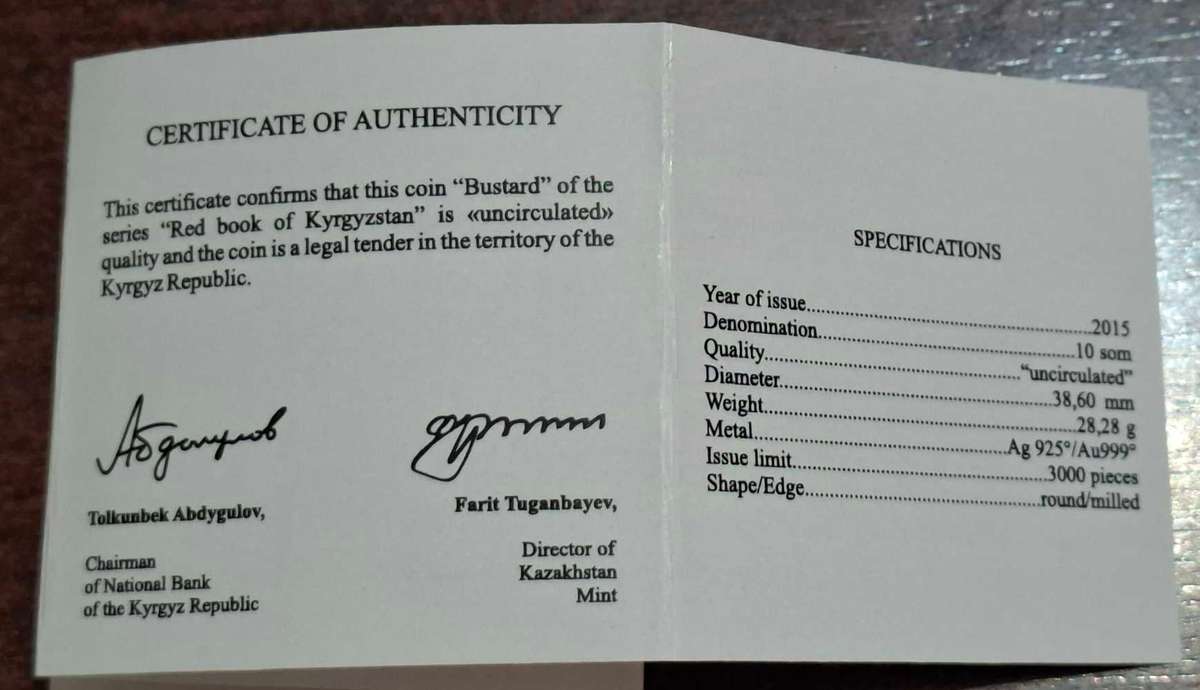 CERTIFICATE OF AUTHENTICITY
This certificate confirms that this coin “Bustard” of the
series “Red book of Kyrgyzstan” is «uncirculated»
quality and the coin is a legal tender in the territory of the
Kyrgyz Republic.
Абдыгулов
Tolkunbek Abdygulov,
Chairman
of National Bank
of the Kyrgyz Republic
Farit Tuganbayev,
Director of
Kazakhstan
Mint
SPECIFICATIONS
Year of issue....................2015
Denomination....................10 som
Quality....................“uncirculated”
Diameter....................38,60 mm
Weight....................28,28 g
Metal....................Ag 925°/Au999°
Issue limit....................3000 pieces
Shape/Edge....................round/milled